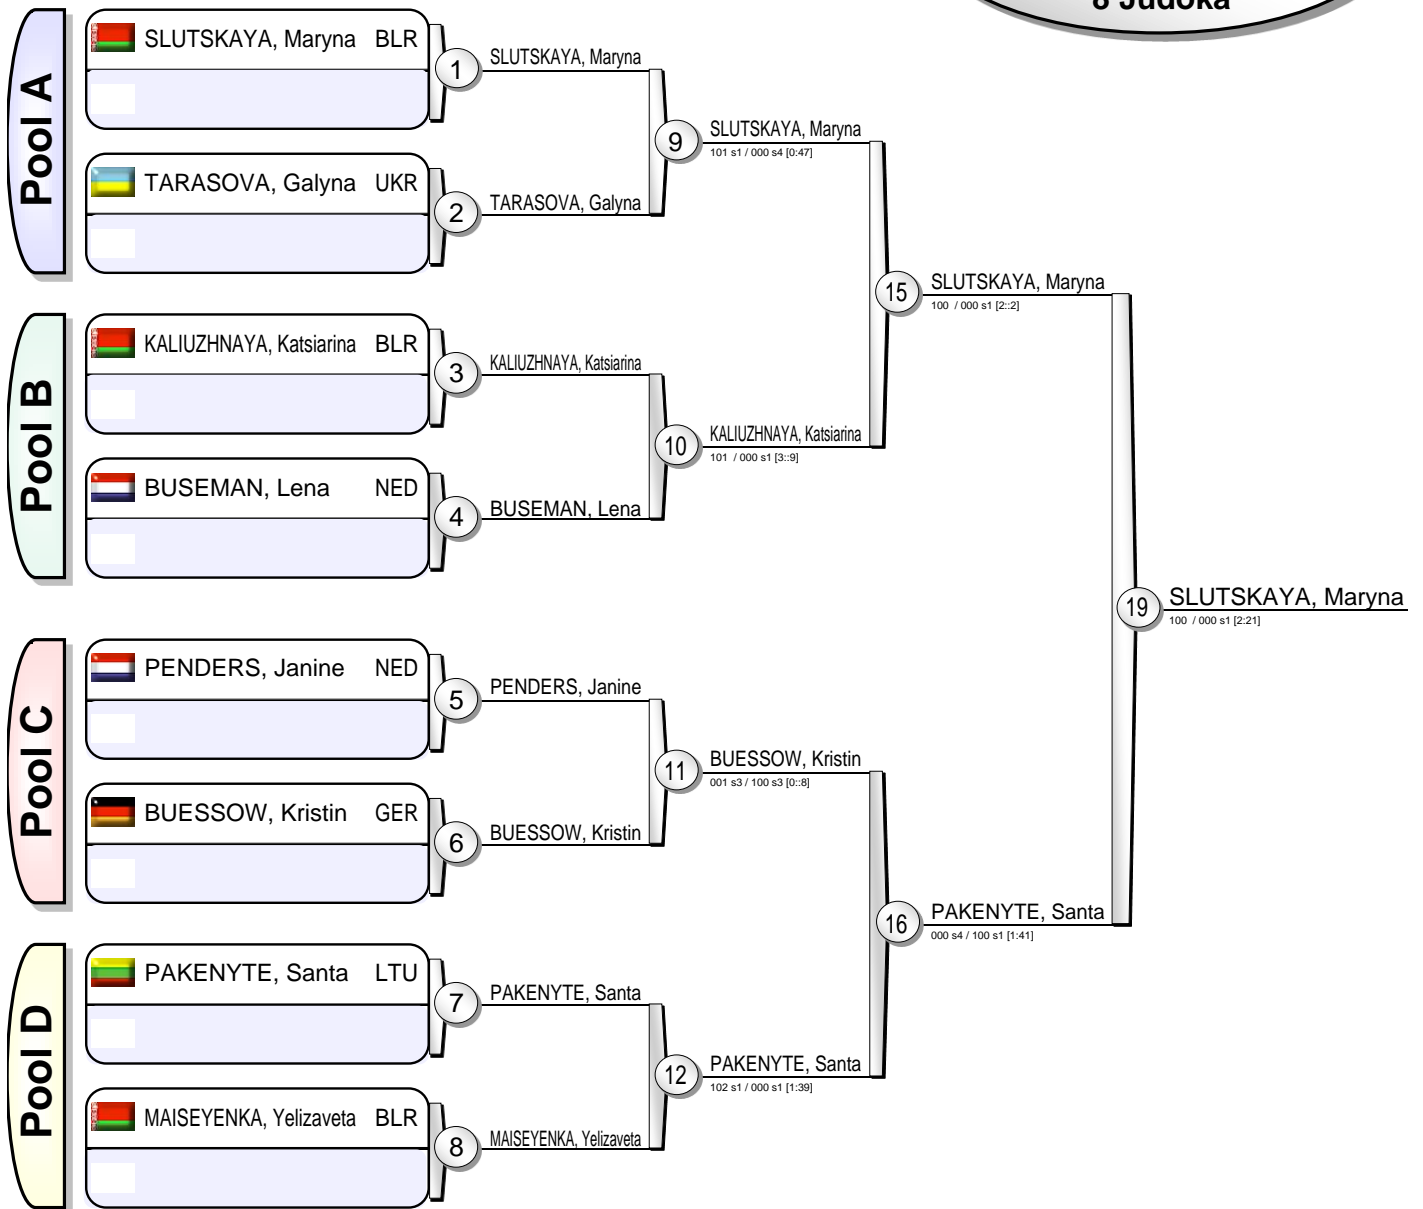 8 Judoka
Pool A
SLUTSKAYA, Maryna BLR
1
SLUTSKAYA, Maryna
TARASOVA, Galyna UKR
2
TARASOVA, Galyna
9
SLUTSKAYA, Maryna
101 s1 / 000 s4 [0:47]
Pool B
KALIUZHNAYA, Katsiarina BLR
3
KALIUZHNAYA, Katsiarina
BUSEMAN, Lena NED
4
BUSEMAN, Lena
10
KALIUZHNAYA, Katsiarina
101 / 000 s1 [3::9]
15
SLUTSKAYA, Maryna
100 / 000 s1 [2::2]
Pool C
PENDERS, Janine NED
5
PENDERS, Janine
BUESSOW, Kristin GER
6
BUESSOW, Kristin
11
BUESSOW, Kristin
001 s3 / 100 s3 [0::8]
Pool D
PAKENYTE, Santa LTU
7
PAKENYTE, Santa
MAISEYENKA, Yelizaveta BLR
8
MAISEYENKA, Yelizaveta
12
PAKENYTE, Santa
102 s1 / 000 s1 [1:39]
16
PAKENYTE, Santa
000 s4 / 100 s1 [1:41]
19
SLUTSKAYA, Maryna
100 / 000 s1 [2:21]